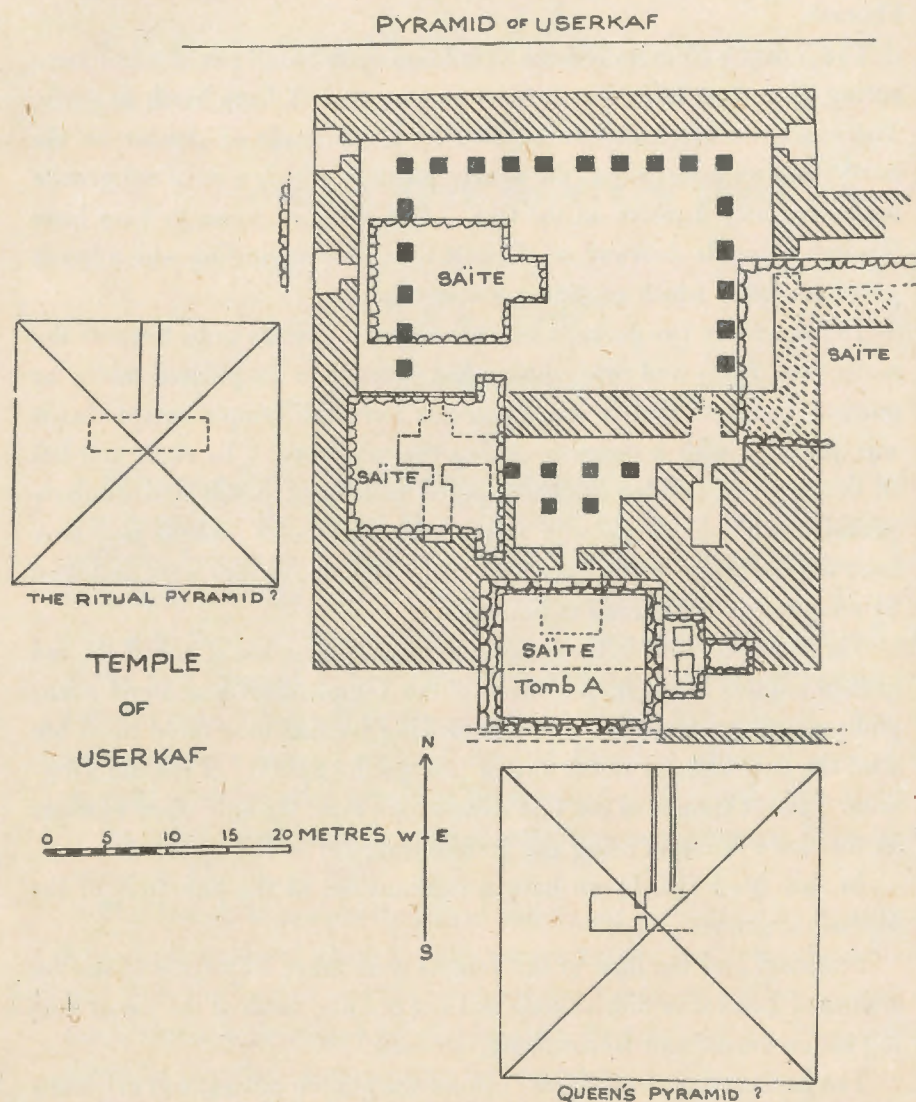 PYRAMID OF USERKAF
SAÏTE
SAÏTE
SAÏTE
THE RITUAL PYRAMID?
TEMPLE
OF
USERKAF
SAÏTE
Tomb A
N
0 5 10 15 20 METRES W E
S
QUEEN'S PYRAMID ?